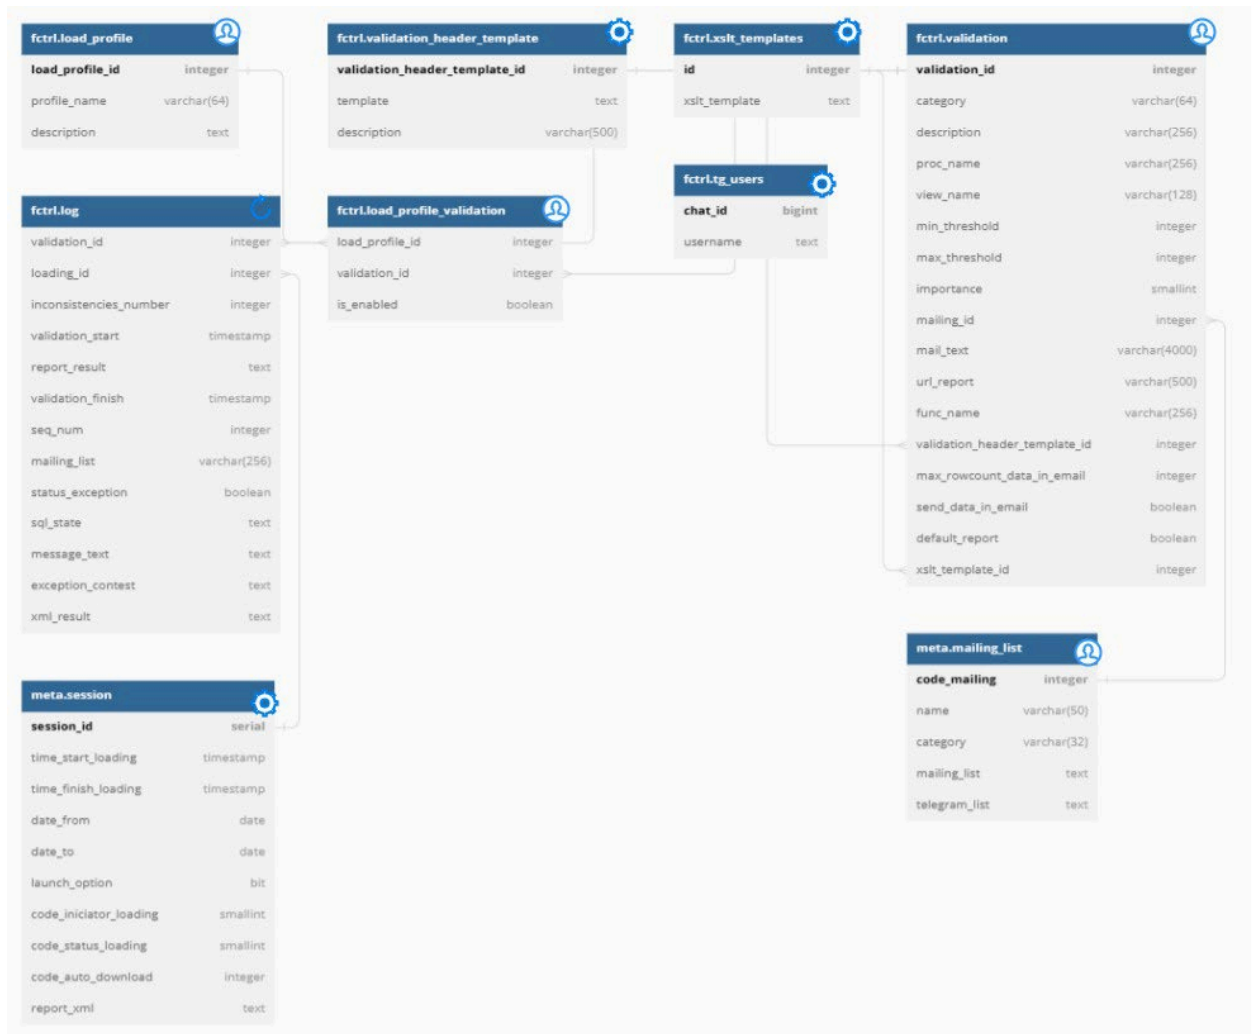 fctrl.load_profile
load_profile_id integer
profile_name varchar(64)
description text
fctrl.validation_header_template
validation_header_template_id integer
template text
description varchar(500)
fctrl.xslt_templates
id integer
xslt_template text
fctrl.validation
validation_id integer
category varchar(64)
description varchar(256)
proc_name varchar(256)
view_name varchar(128)
min_threshold integer
max_threshold integer
importance smallint
mailing_id integer
mail_text varchar(4000)
url_report varchar(500)
func_name varchar(256)
validation_header_template_id integer
max_rowcount_data_in_email integer
send_data_in_email boolean
default_report boolean
xslt_template_id integer
fctrl.tg_users
chat_id bigint
username text
fctrl.log
validation_id integer
loading_id integer
inconsistencies_number integer
validation_start timestamp
report_result text
validation_finish timestamp
seq_num integer
mailing_list varchar(256)
status_exception boolean
sql_state text
message_text text
exception_contest text
xml_result text
fctrl.load_profile_validation
load_profile_id integer
validation_id integer
is_enabled boolean
meta.mailing_list
code_mailing integer
name varchar(50)
category varchar(32)
mailing_list text
telegram_list text
meta.session
session_id serial
time_start_loading timestamp
time_finish_loading timestamp
date_from date
date_to date
launch_option bit
code_iniciator_loading smallint
code_status_loading smallint
code_auto_download integer
report_xml text